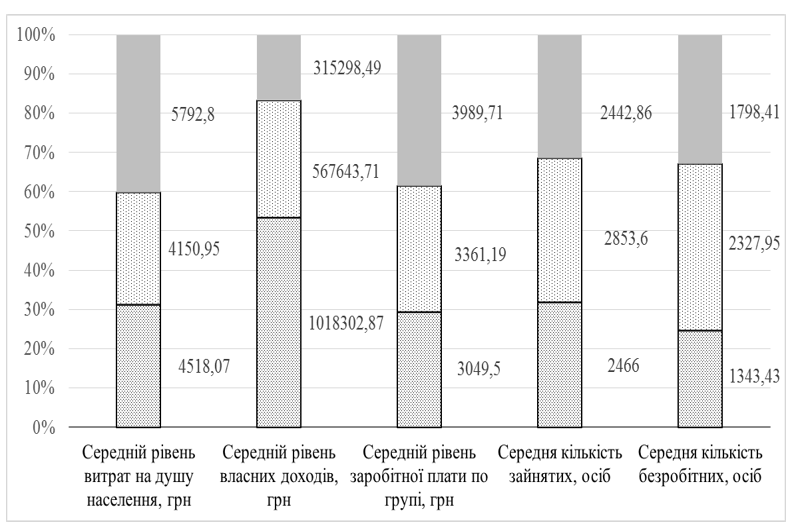 100%
90%
80%
70%
60%
50%
40%
30%
20%
10%
0%
5792,8
4150,95
4518,07
315298,49
567643,71
1018302,87
3989,71
3361,19
3049,5
2442,86
2853,6
2466
1798,41
2327,95
1343,43
Середній рівень
витрат на душу
населення, грн
Середній рівень
власних доходів,
грн
Середній рівень
заробітної плати по
групі, грн
Середня кількість
зайнятих, осіб
Середня кількість
безробітних, осіб